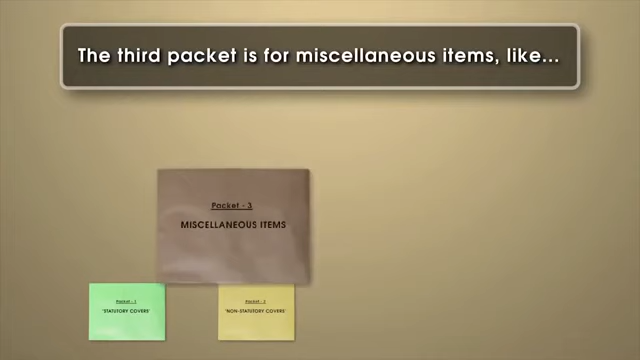 The third packet is for miscellaneous items, like...
Packet - 3
MISCELLANEOUS ITEMS
Packet - 1
'STATUTORY COVERS'
Packet - 2
'NON-STATUTORY COVERS'